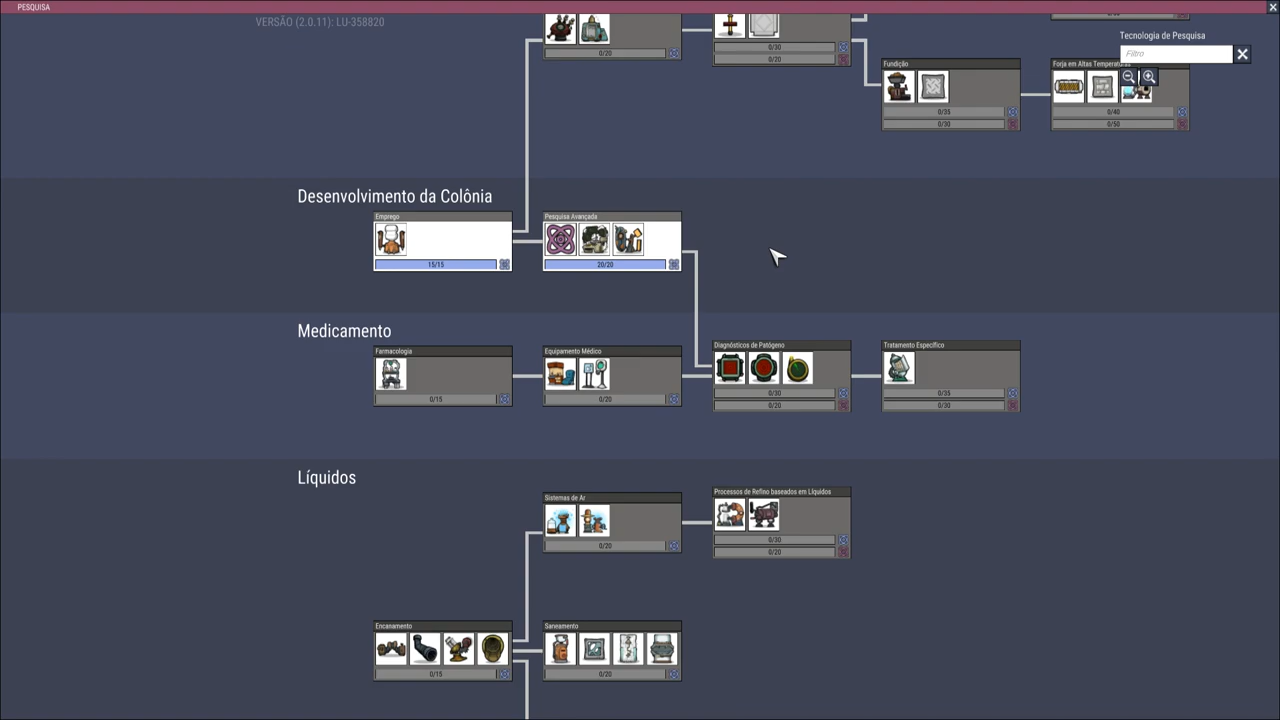 PESQUISA
VERSÃO (2.0.11): LU-358820
Tecnologia de Pesquisa
Filtro
0/20
0/30
0/20
Fundição
0/35
0/30
Forja em Altas Temperaturas
0/40
0/50
Desenvolvimento da Colônia
Emprego
15/15
Pesquisa Avançada
20/20
Medicamento
Farmacologia
0/15
Equipamento Médico
0/20
Diagnósticos de Patógeno
0/30
0/20
Tratamento Específico
0/35
0/30
Líquidos
Sistemas de Ar
0/20
Processos de Refino baseados em Líquidos
0/30
0/20
Encanamento
0/15
Saneamento
0/20